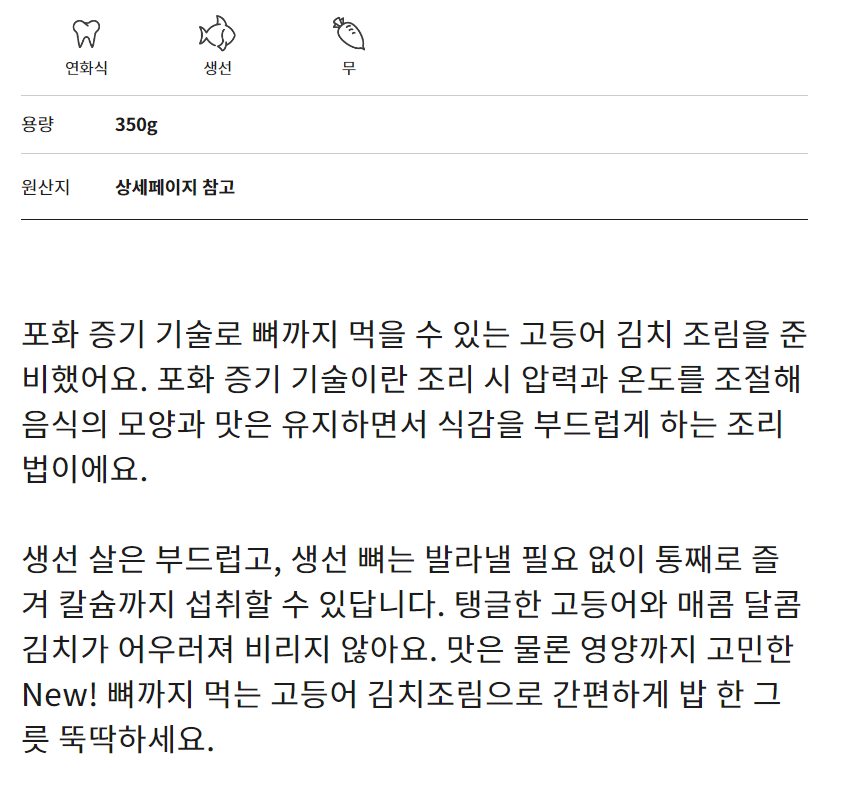 연화식 생선 무
용량 350g
원산지 상세페이지 참고
포화 증기 기술로 뼈까지 먹을 수 있는 고등어 김치 조림을 준
비했어요. 포화 증기 기술이란 조리 시 압력과 온도를 조절해
음식의 모양과 맛은 유지하면서 식감을 부드럽게 하는 조리
법이에요.
생선 살은 부드럽고, 생선 뼈는 발라낼 필요 없이 통째로 즐
겨 칼슘까지 섭취할 수 있답니다. 탱글한 고등어와 매콤 달콤
김치가 어우러져 비리지 않아요. 맛은 물론 영양까지 고민한
New! 뼈까지 먹는 고등어 김치조림으로 간편하게 밥 한 그
릇 뚝딱하세요.